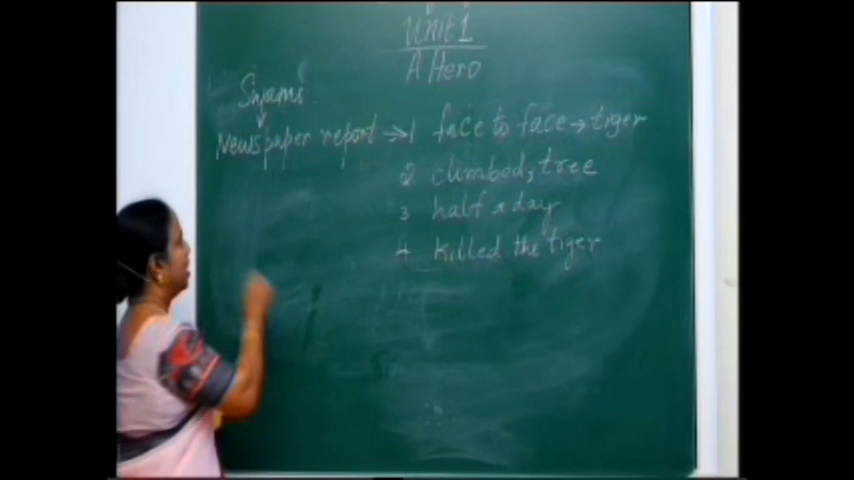 Unit 1
A Hero
Swami
Newspaper report => 1 face to face → tiger
2 climbed, tree
3 half a day
4 Killed the tiger